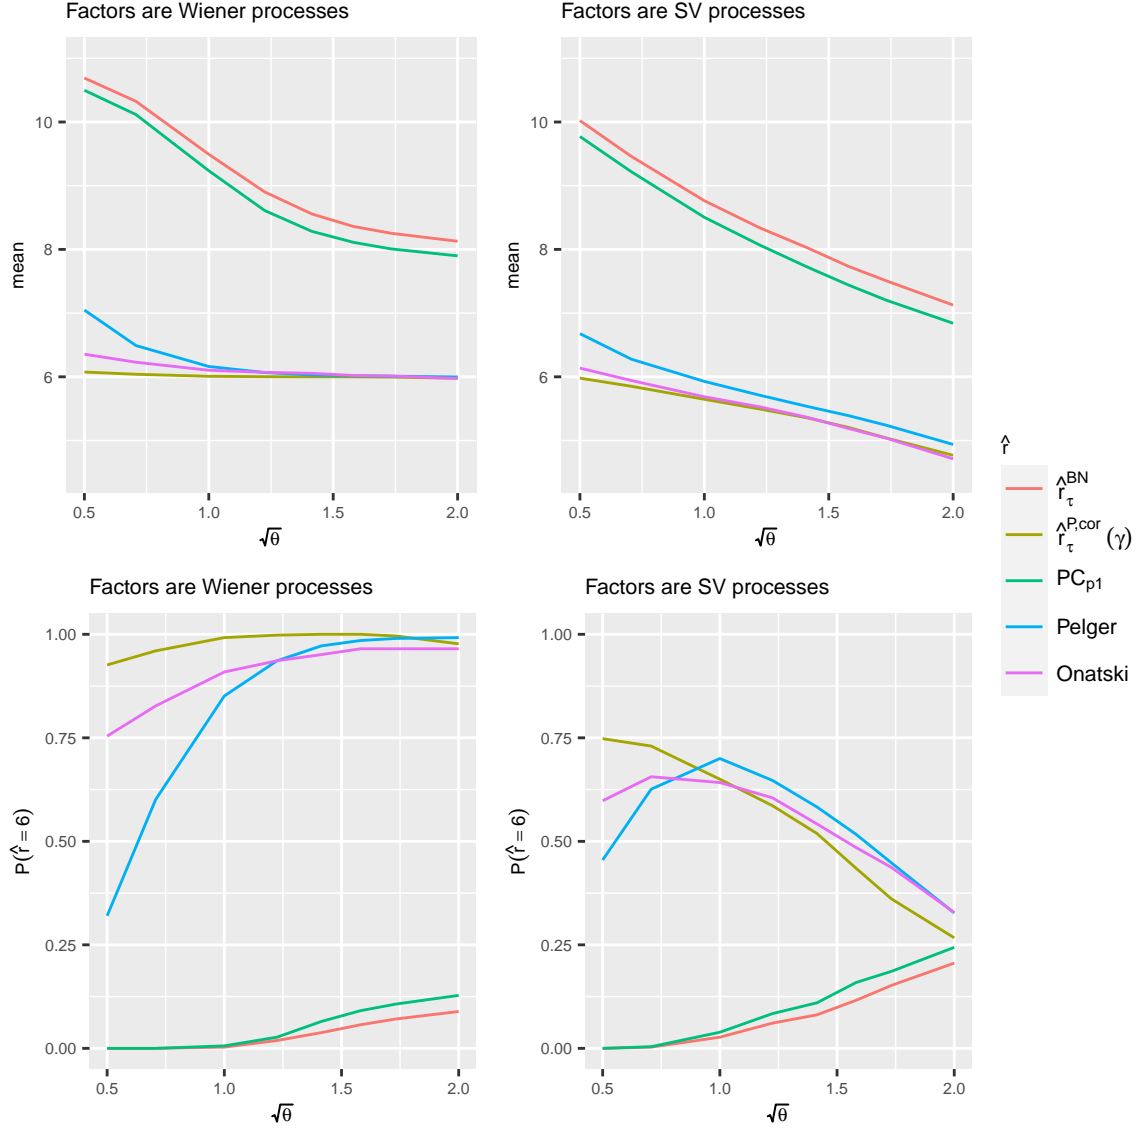 Factors are Wiener processes
Factors are SV processes
mean
10
8
6
0.5 1.0 1.5 2.0
√θ
mean
10
8
6
0.5 1.0 1.5 2.0
√θ
Factors are Wiener processes
Factors are SV processes
P(r̂ = 6)
1.00
0.75
0.50
0.25
0.00
0.5 1.0 1.5 2.0
√θ
P(r̂ = 6)
1.00
0.75
0.50
0.25
0.00
0.5 1.0 1.5 2.0
√θ
r̂
r̂_τ^BN
r̂_τ^P,cor (γ)
PC_p1
Pelger
Onatski